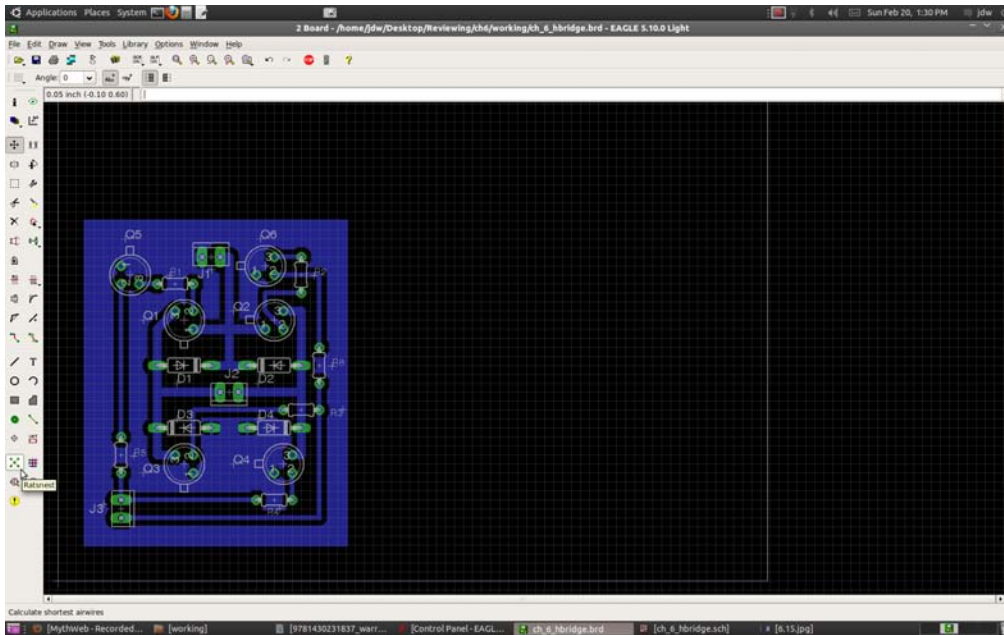 Applications Places System
Sun Feb 20, 1:30 PM
jdw
2 Board - /home/jdw/Desktop/Reviewing/ch6/working/ch_6_hbridge.brd - EAGLE 5.10.0 Light
File Edit Draw View Tools Library Options Window Help
Angle: 0
0.05 inch (-0.10 0.60)
Q5
Q6
J1
Q1
Q2
D1
J2
D2
D3
D4
Q3
Q4
J3
Ratsnest
Calculate shortest airwires
[MythWeb - Recorded... [working] [9781430231837_warr... [Control Panel - EAGL... ch_6_hbridge.brd [ch_6_hbridge.sch] [6.15.jpg]